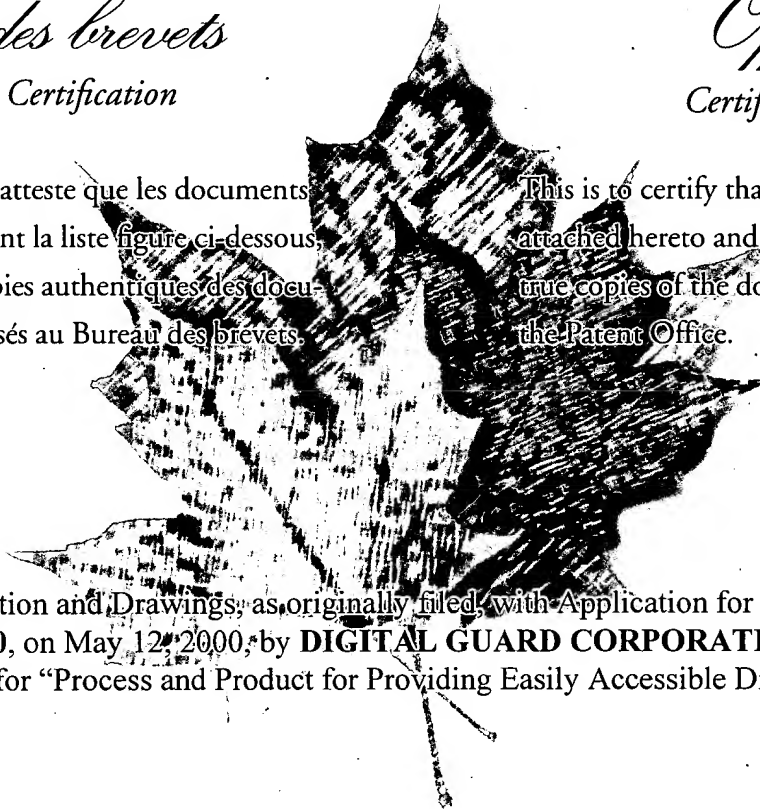 des brevets
Certification
atteste que les documents
nt la liste figure ci-dessous,
pies authentiques des docu-
sés au Bureau des brevets.
Certif
This is to certify tha
attached hereto and
true copies of the do
the Patent Office.
tion and Drawings, as originally filed, with Application for
0, on May 12, 2000, by DIGITAL GUARD CORPORATI
for “Process and Product for Providing Easily Accessible D